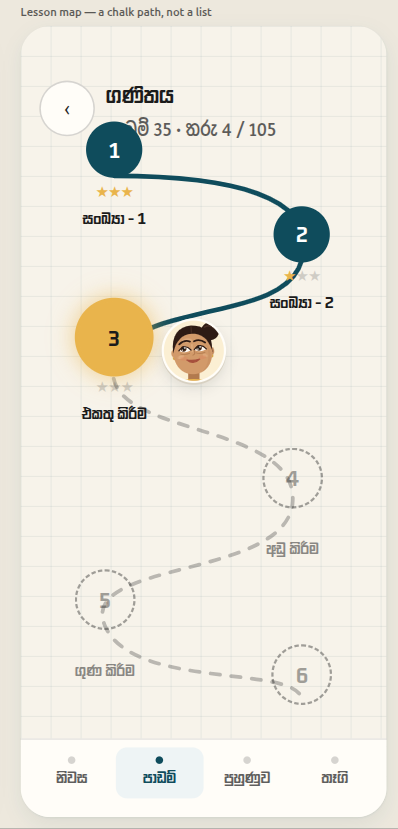 Lesson map — a chalk path, not a list
‹
ගණිතය
35 • තරු 4 / 105
1
★★★
සංඛ්‍යා - 1
2
★★★
සංඛ්‍යා - 2
3
★★★
එකතු කිරීම
4
අඩු කිරීම
5
ගුණ කිරීම
6
නිවස
පාඩම්
පුහුණුව
තෑගි